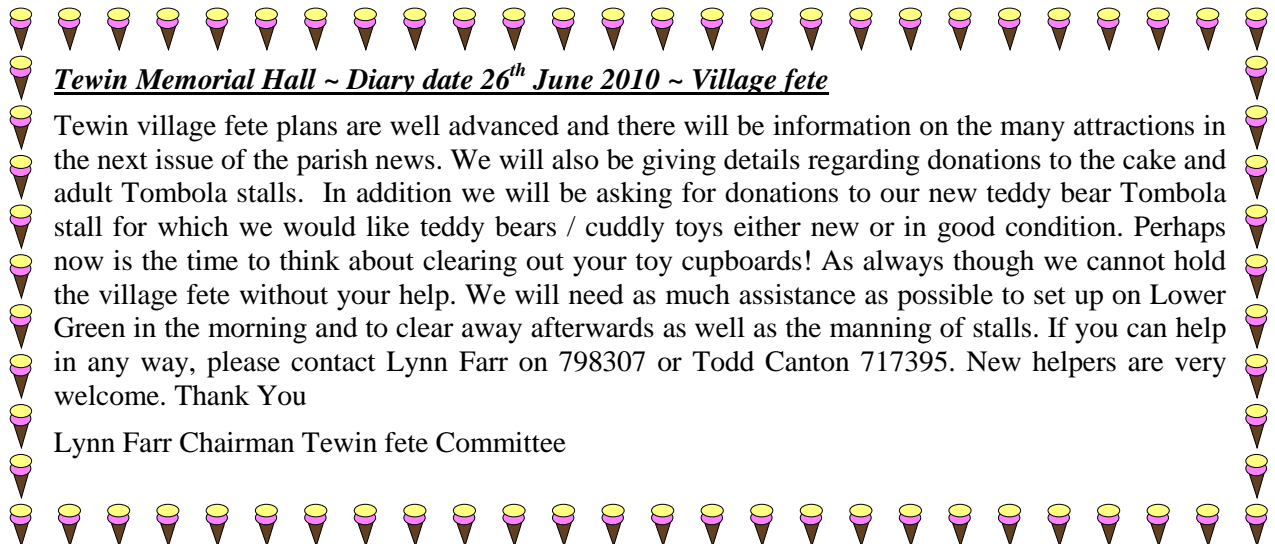 Tewin Memorial Hall ~ Diary date 26th June 2010 ~ Village fete
Tewin village fete plans are well advanced and there will be information on the many attractions in
the next issue of the parish news. We will also be giving details regarding donations to the cake and
adult Tombola stalls.  In addition we will be asking for donations to our new teddy bear Tombola
stall for which we would like teddy bears / cuddly toys either new or in good condition. Perhaps
now is the time to think about clearing out your toy cupboards! As always though we cannot hold
the village fete without your help. We will need as much assistance as possible to set up on Lower
Green in the morning and to clear away afterwards as well as the manning of stalls. If you can help
in any way, please contact Lynn Farr on 798307 or Todd Canton 717395. New helpers are very
welcome. Thank You
Lynn Farr Chairman Tewin fete Committee